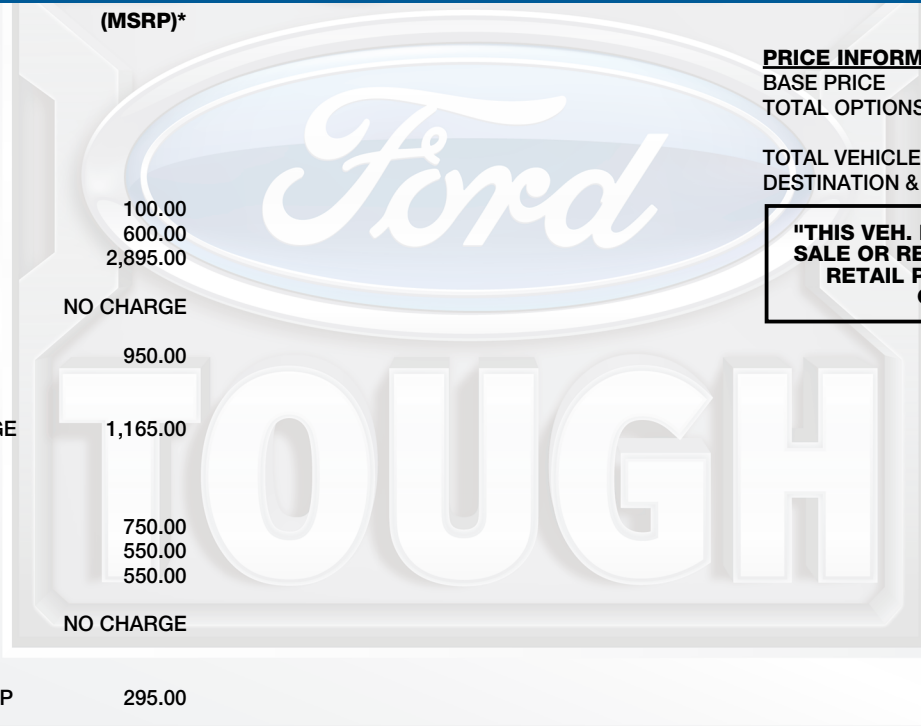 (MSRP)*
100.00
600.00
2,895.00
NO CHARGE
950.00
GE 1,165.00
750.00
550.00
550.00
NO CHARGE
P 295.00
PRICE INFORM
BASE PRICE
TOTAL OPTIONS
TOTAL VEHICLE
DESTINATION &
"THIS VEH.
SALE OR RE
RETAIL P
Ford
TOUGH